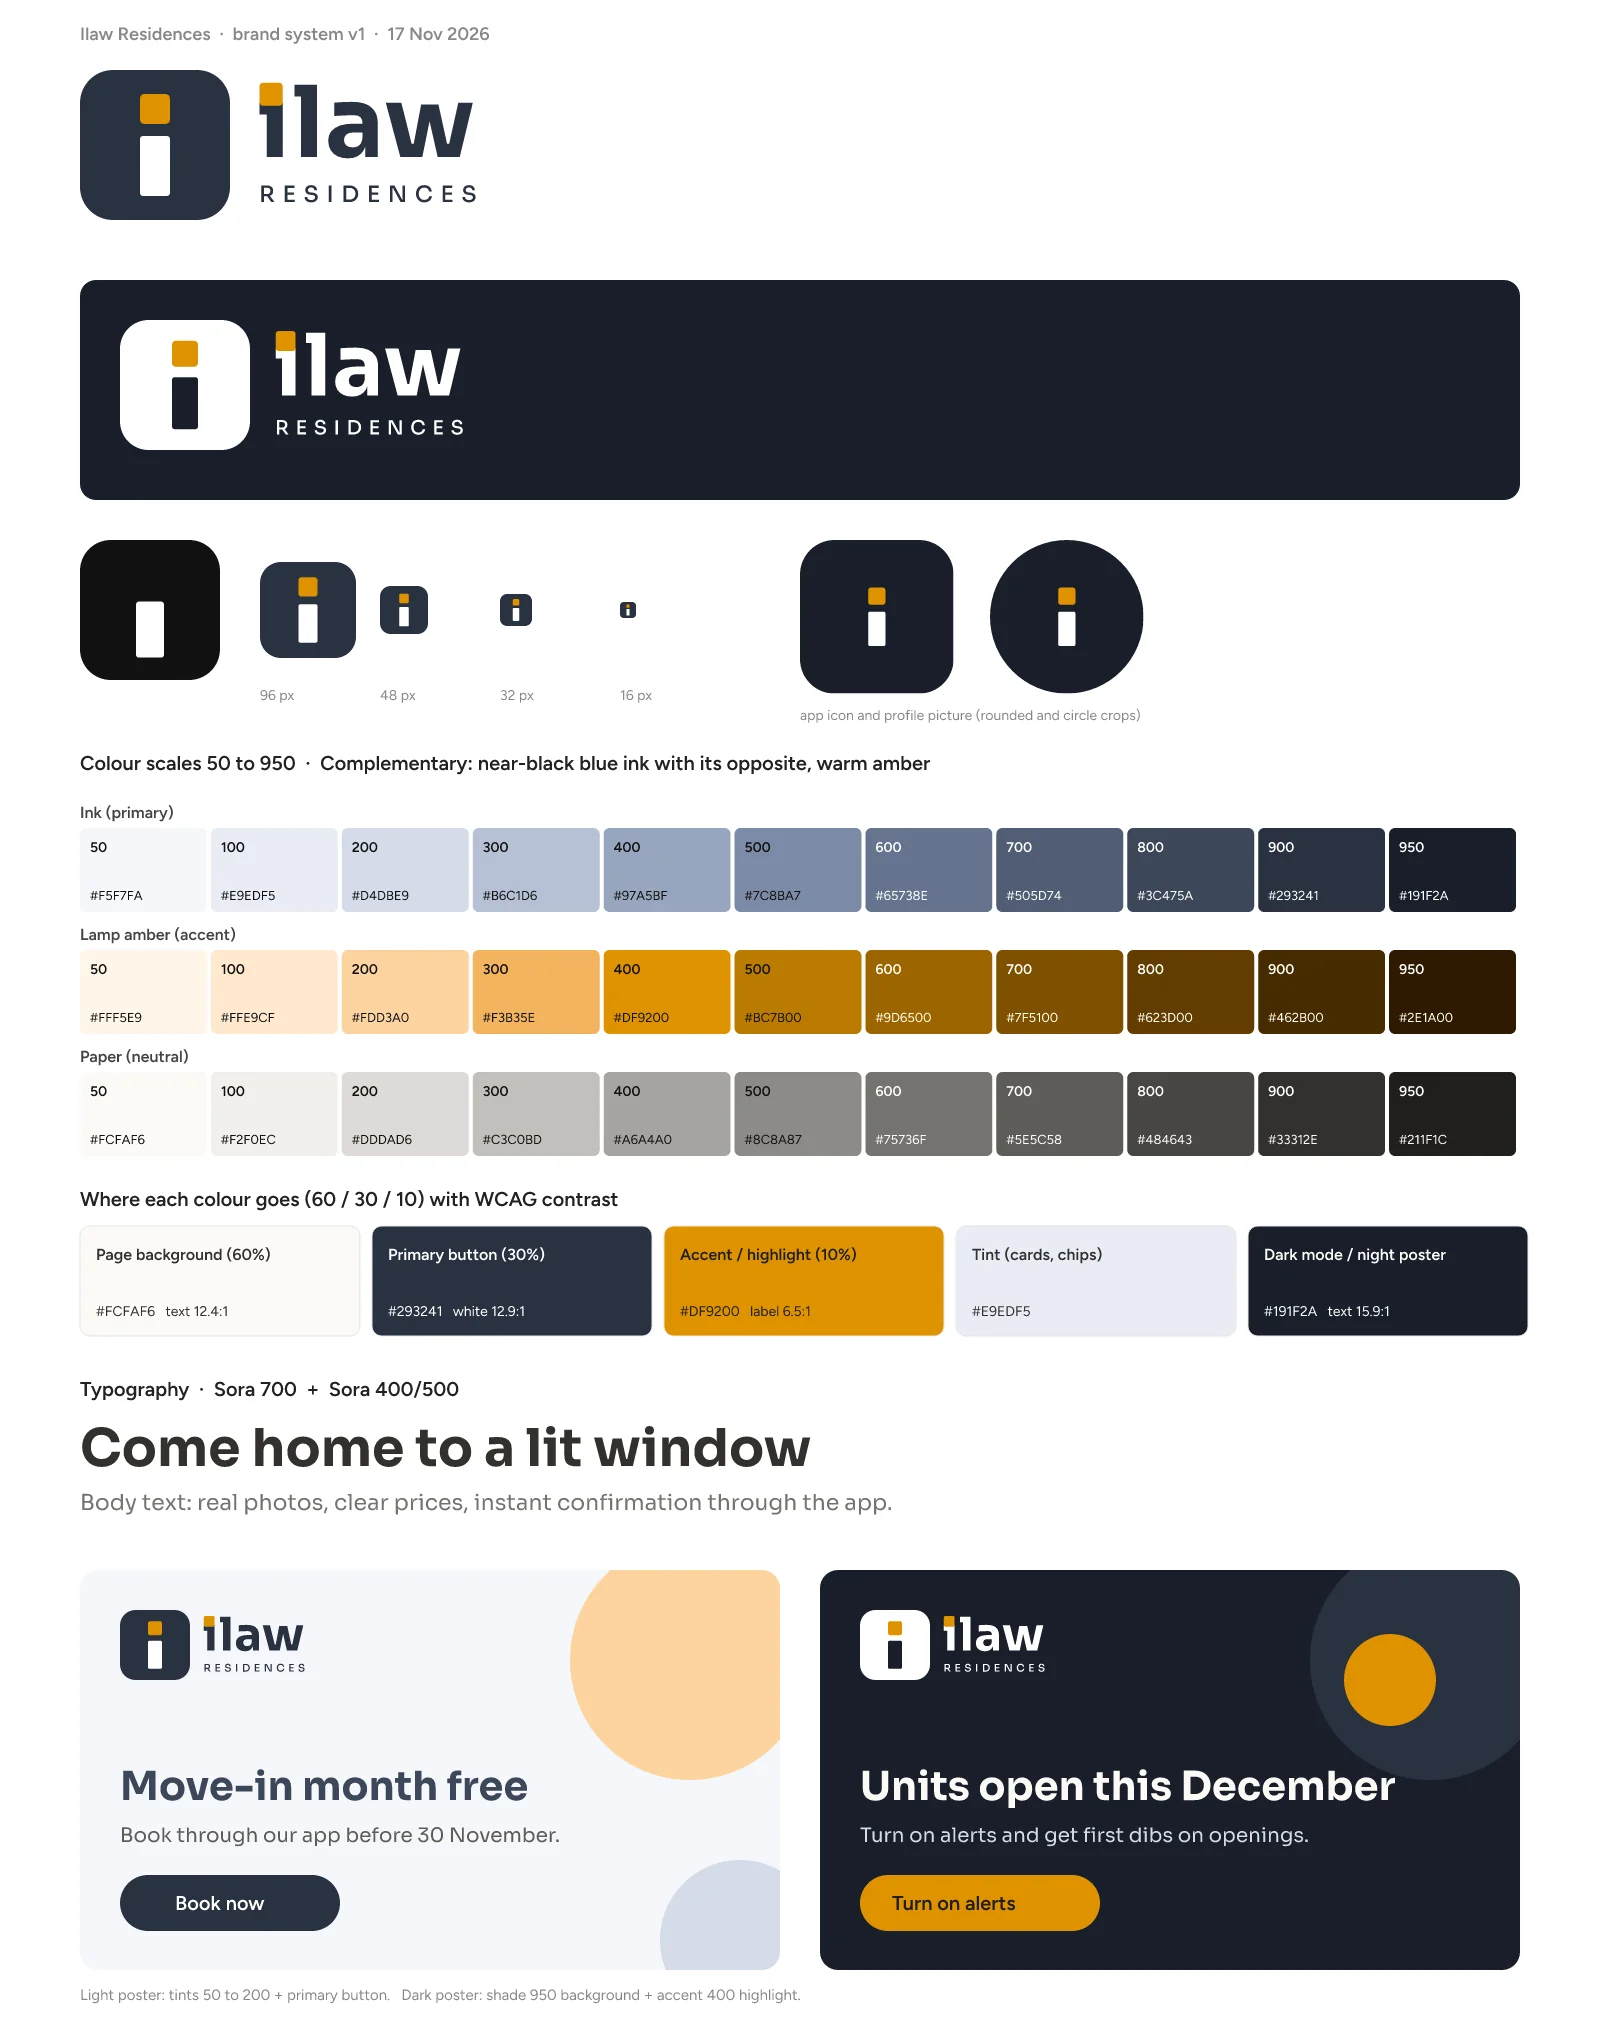 Ilaw Residences · brand system v1 · 17 Nov 2026
ilaw
RESIDENCES
ilaw
RESIDENCES
96 px 48 px 32 px 16 px
app icon and profile picture (rounded and circle crops)
Colour scales 50 to 950 · Complementary: near-black blue ink with its opposite, warm amber
Ink (primary)
50 100 200 300 400 500 600 700 800 900 950
#F5F7FA #E9EDF5 #D4DBE9 #B6C1D6 #97A5BF #7C8BA7 #65738E #505D74 #3C475A #293241 #191F2A
Lamp amber (accent)
50 100 200 300 400 500 600 700 800 900 950
#FFF5E9 #FFE9CF #FDD3A0 #F3B35E #DF9200 #BC7B00 #9D6500 #7F5100 #623D00 #462B00 #2E1A00
Paper (neutral)
50 100 200 300 400 500 600 700 800 900 950
#FCFAF6 #F2F0EC #DDDAD6 #C3C0BD #A6A4A0 #8C8A87 #75736F #5E5C58 #484643 #33312E #211F1C
Where each colour goes (60 / 30 / 10) with WCAG contrast
Page background (60%) Primary button (30%) Accent / highlight (10%) Tint (cards, chips) Dark mode / night poster
#FCFAF6 text 12.4:1 #293241 white 12.9:1 #DF9200 label 6.5:1 #E9EDF5 #191F2A text 15.9:1
Typography · Sora 700 + Sora 400/500
Come home to a lit window
Body text: real photos, clear prices, instant confirmation through the app.
ilaw
RESIDENCES
Move-in month free
Book through our app before 30 November.
Book now
ilaw
RESIDENCES
Units open this December
Turn on alerts and get first dibs on openings.
Turn on alerts
Light poster: tints 50 to 200 + primary button. Dark poster: shade 950 background + accent 400 highlight.